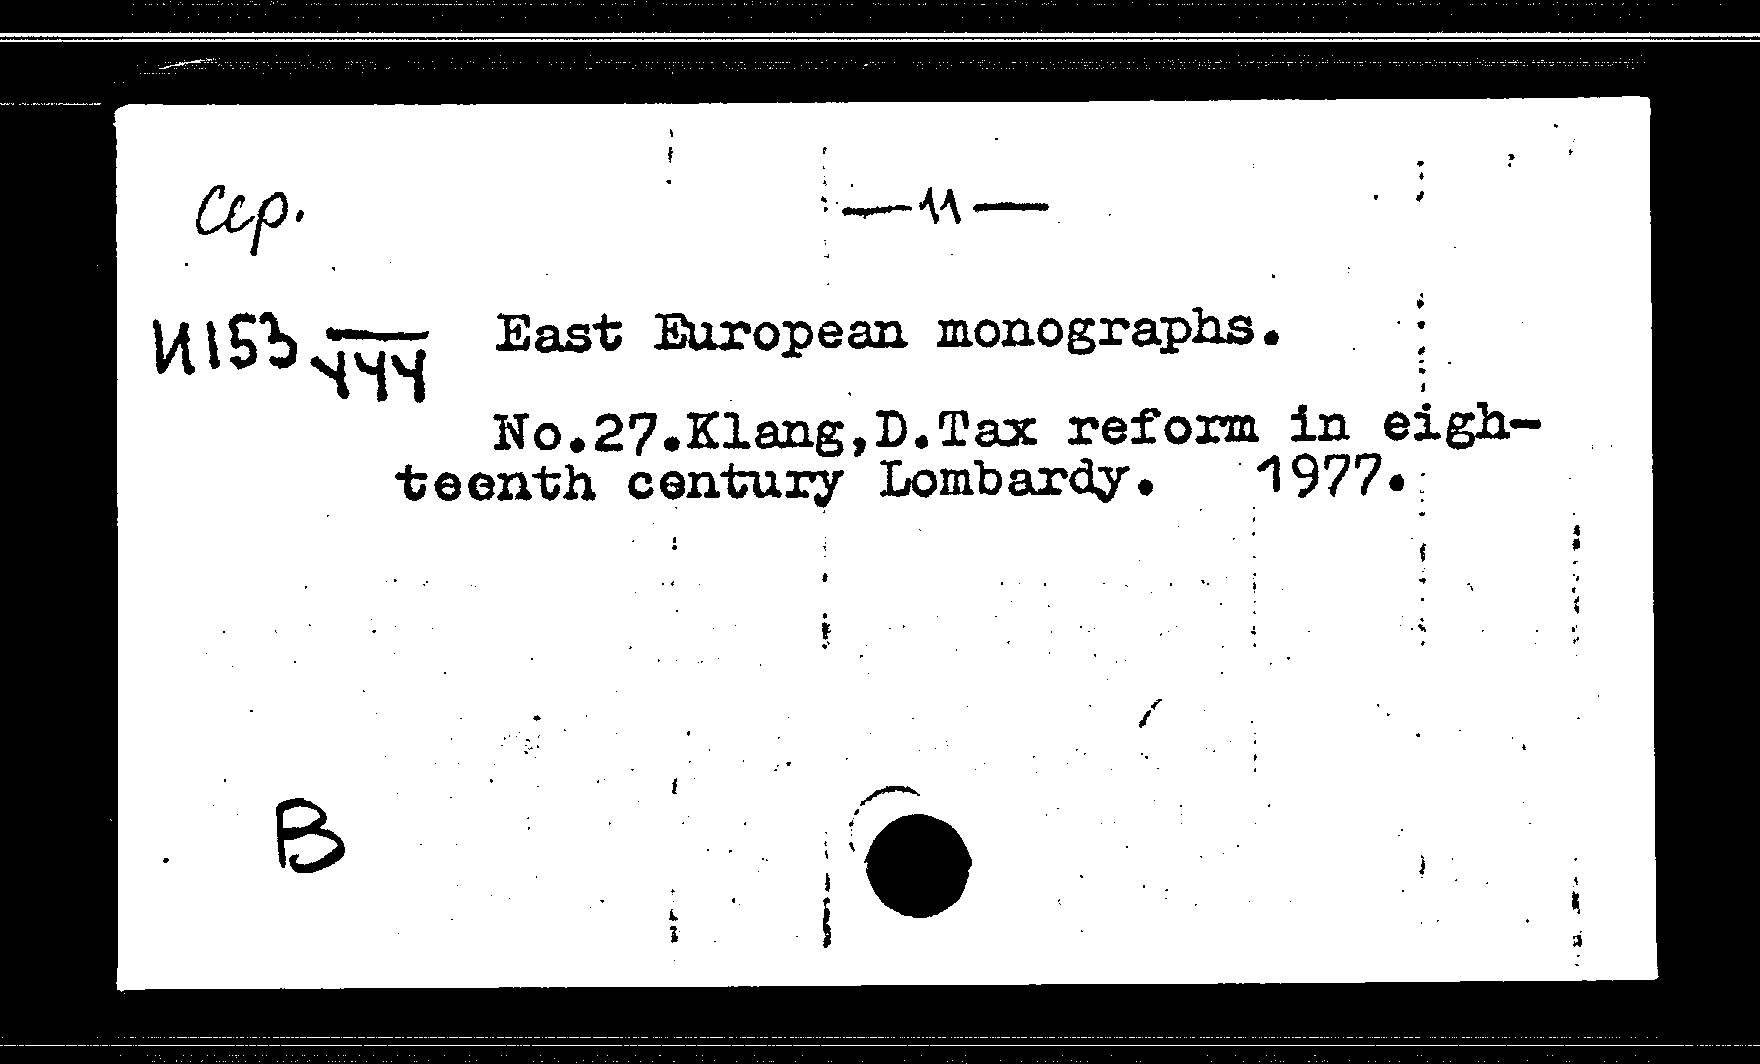 Сер.
— 11 —
И153 444 East European monographs.
No.27.Klang,D.Tax reform in eigh-
teenth century Lombardy. 1977.
В